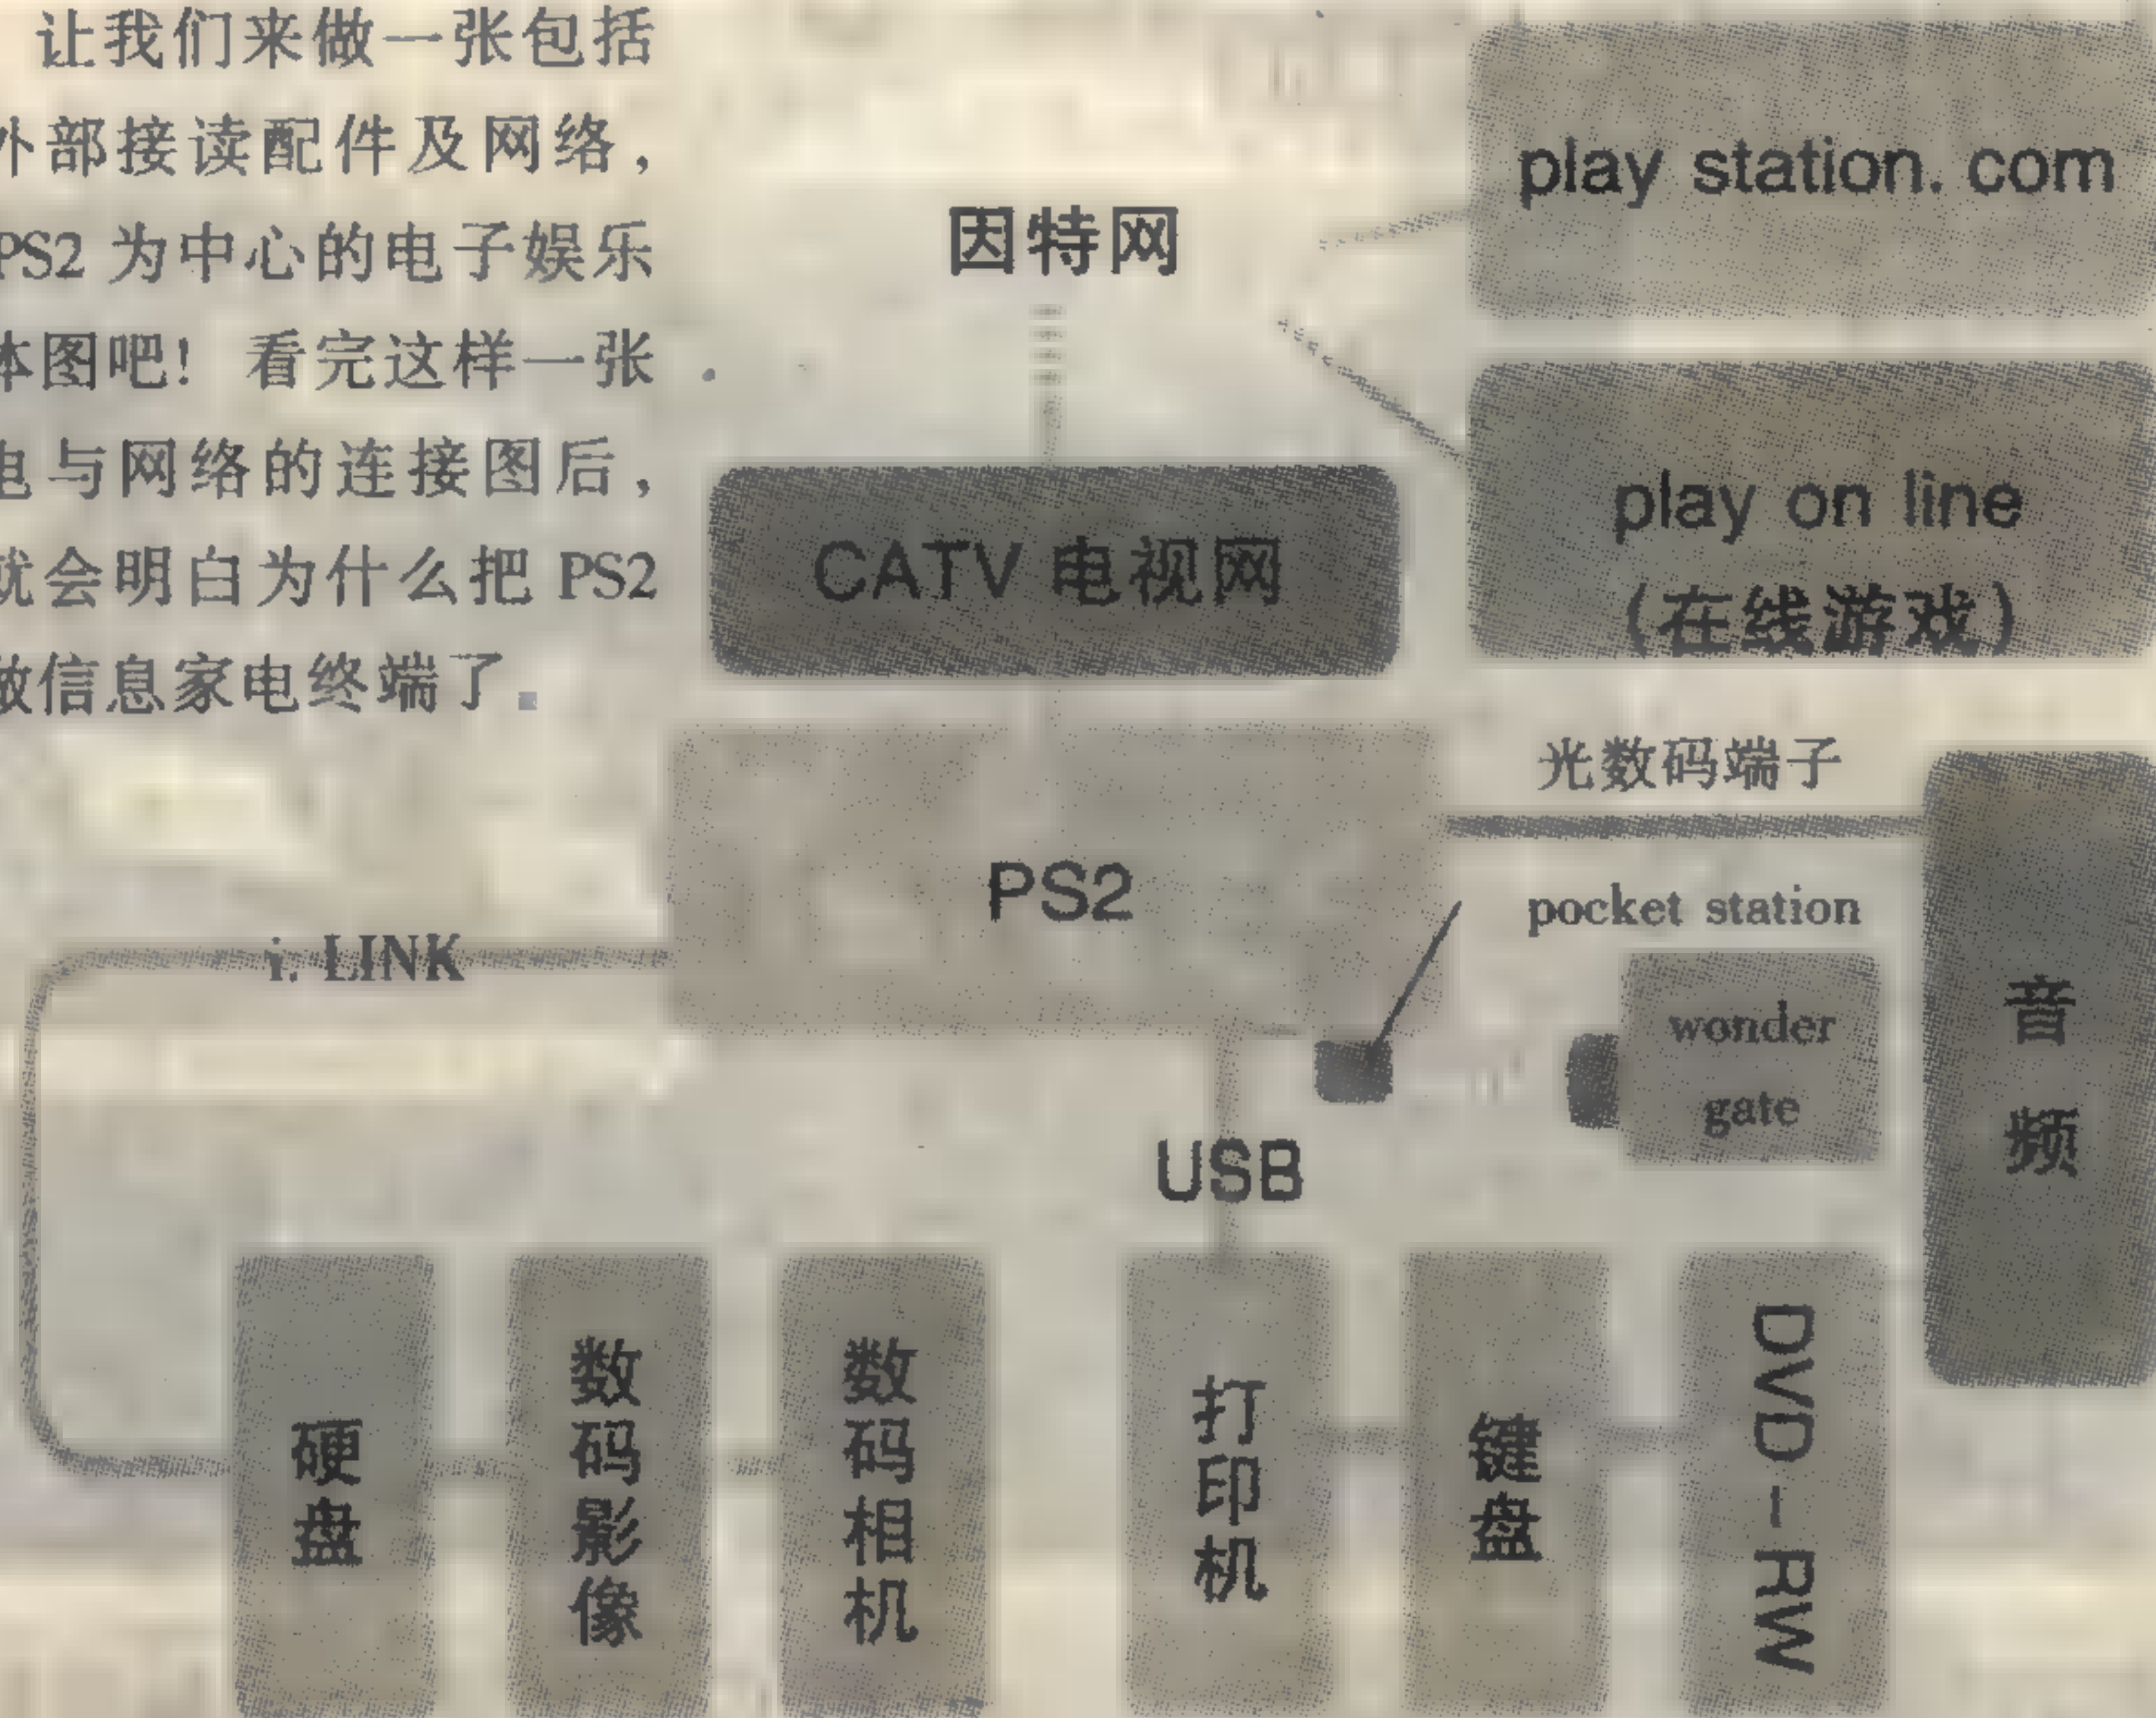 让我们来做一张包括
外部接读配件及网络，
PS2 为中心的电子娱乐
体图吧！看完这样一张
电与网络的连接图后，
就会明白为什么把 PS2
做信息家电终端了。
因特网
play station. com
play on line
（在线游戏）
CATV 电视网
光数码端子
PS2
pocket station
i. LINK
wonder
gate
音频
USB
硬盘
数码影像
数码相机
打印机
键盘
DVD－RW